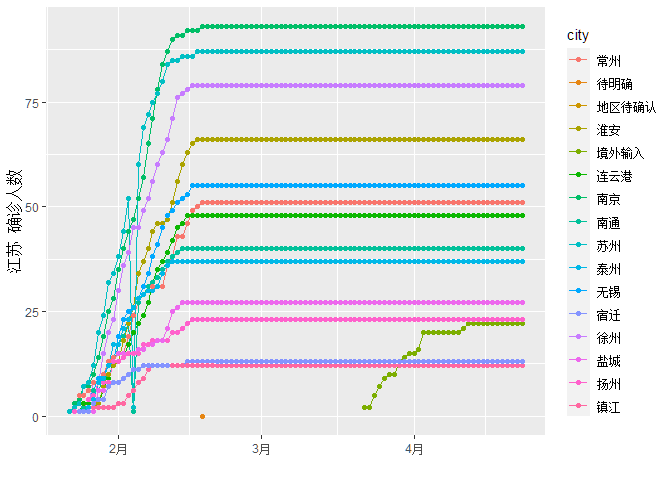 江苏 确诊人数
75
50
25
0
2月
3月
4月
city
常州
待明确
地区待确认
淮安
境外输入
连云港
南京
南通
苏州
泰州
无锡
宿迁
徐州
盐城
扬州
镇江